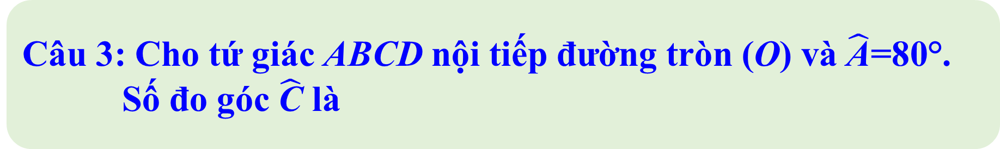 Câu 3: Cho tứ giác ABCD nội tiếp đường tròn (O) và Â=80°.
Số đo góc Ĉ là